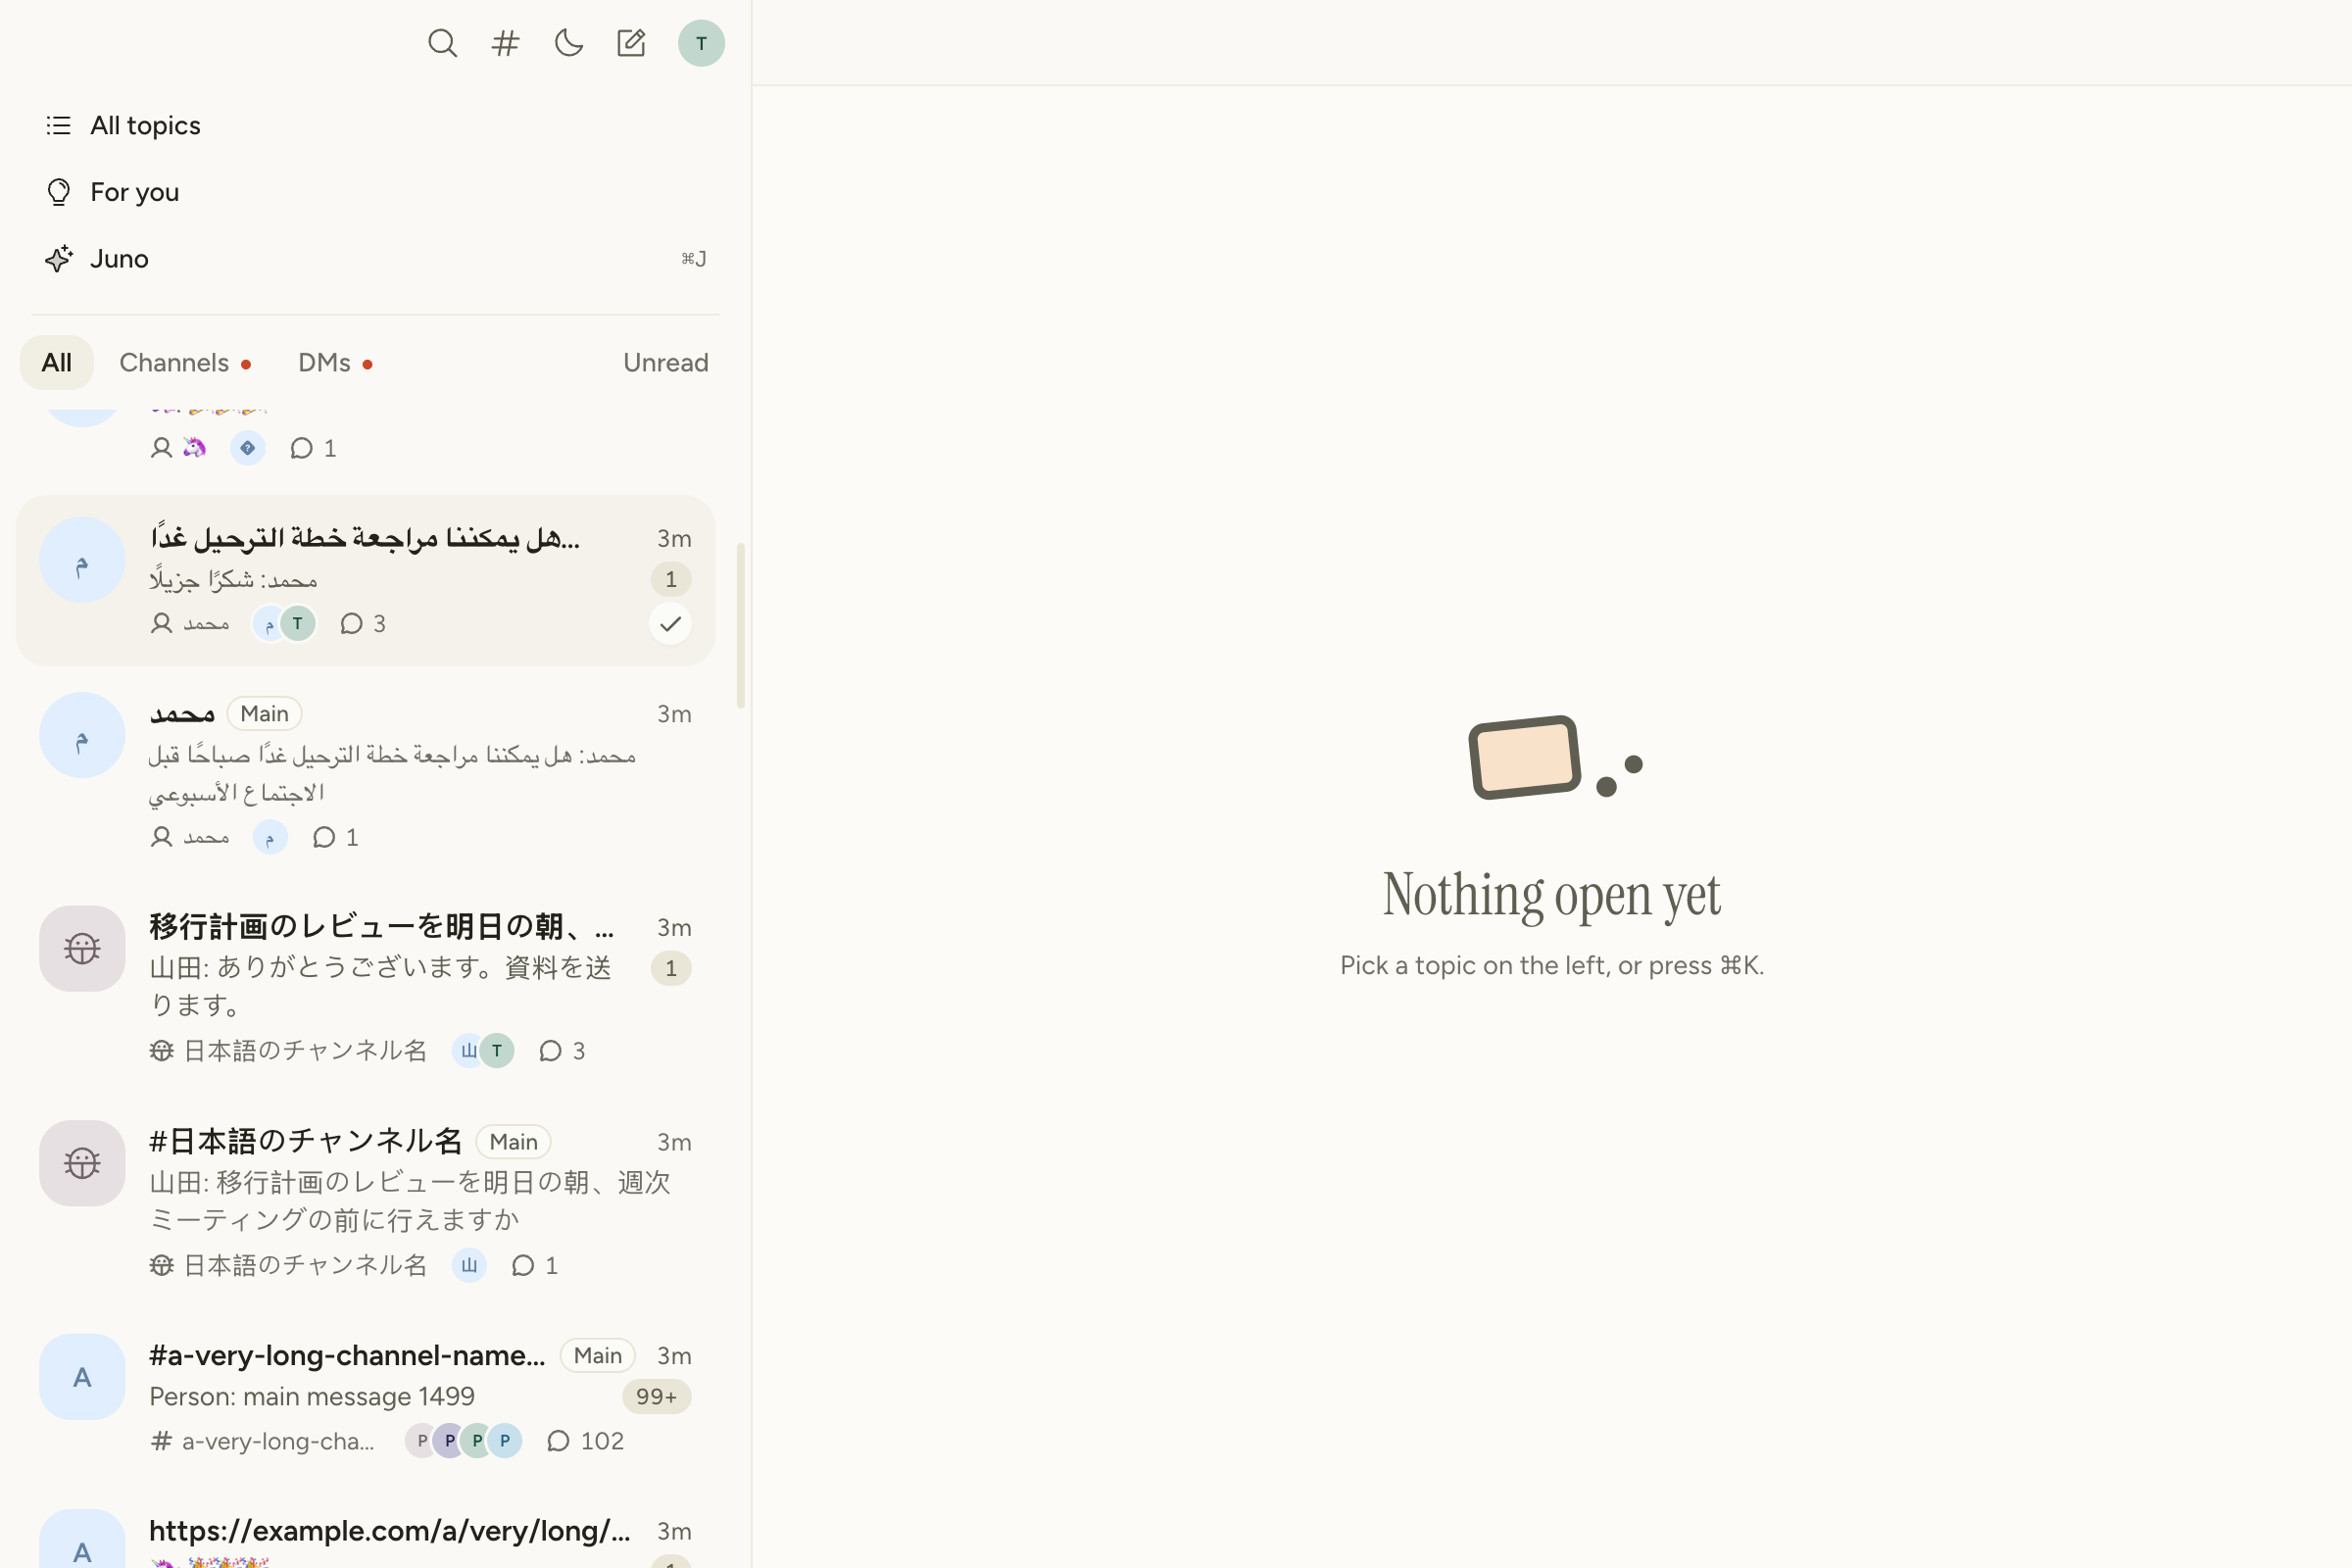 T
All topics
For you
Juno ⌘J
All Channels DMs Unread
1
هل يمكننا مراجعة خطة الترحيل غدًا... 3m
م
محمد: شكرًا جزيلًا 1
محمد م T 3
محمد Main 3m
م
محمد: هل يمكننا مراجعة خطة الترحيل غدًا صباحًا قبل
الاجتماع الأسبوعي
محمد م 1
移行計画のレビューを明日の朝、... 3m
山田: ありがとうございます。資料を送 1
ります。
日本語のチャンネル名 山 T 3
#日本語のチャンネル名 Main 3m
山田: 移行計画のレビューを明日の朝、週次
ミーティングの前に行えますか
日本語のチャンネル名 山 1
#a-very-long-channel-name... Main 3m
A
Person: main message 1499 99+
# a-very-long-cha... P P P P 102
https://example.com/a/very/long/... 3m
A
1
Nothing open yet
Pick a topic on the left, or press ⌘K.